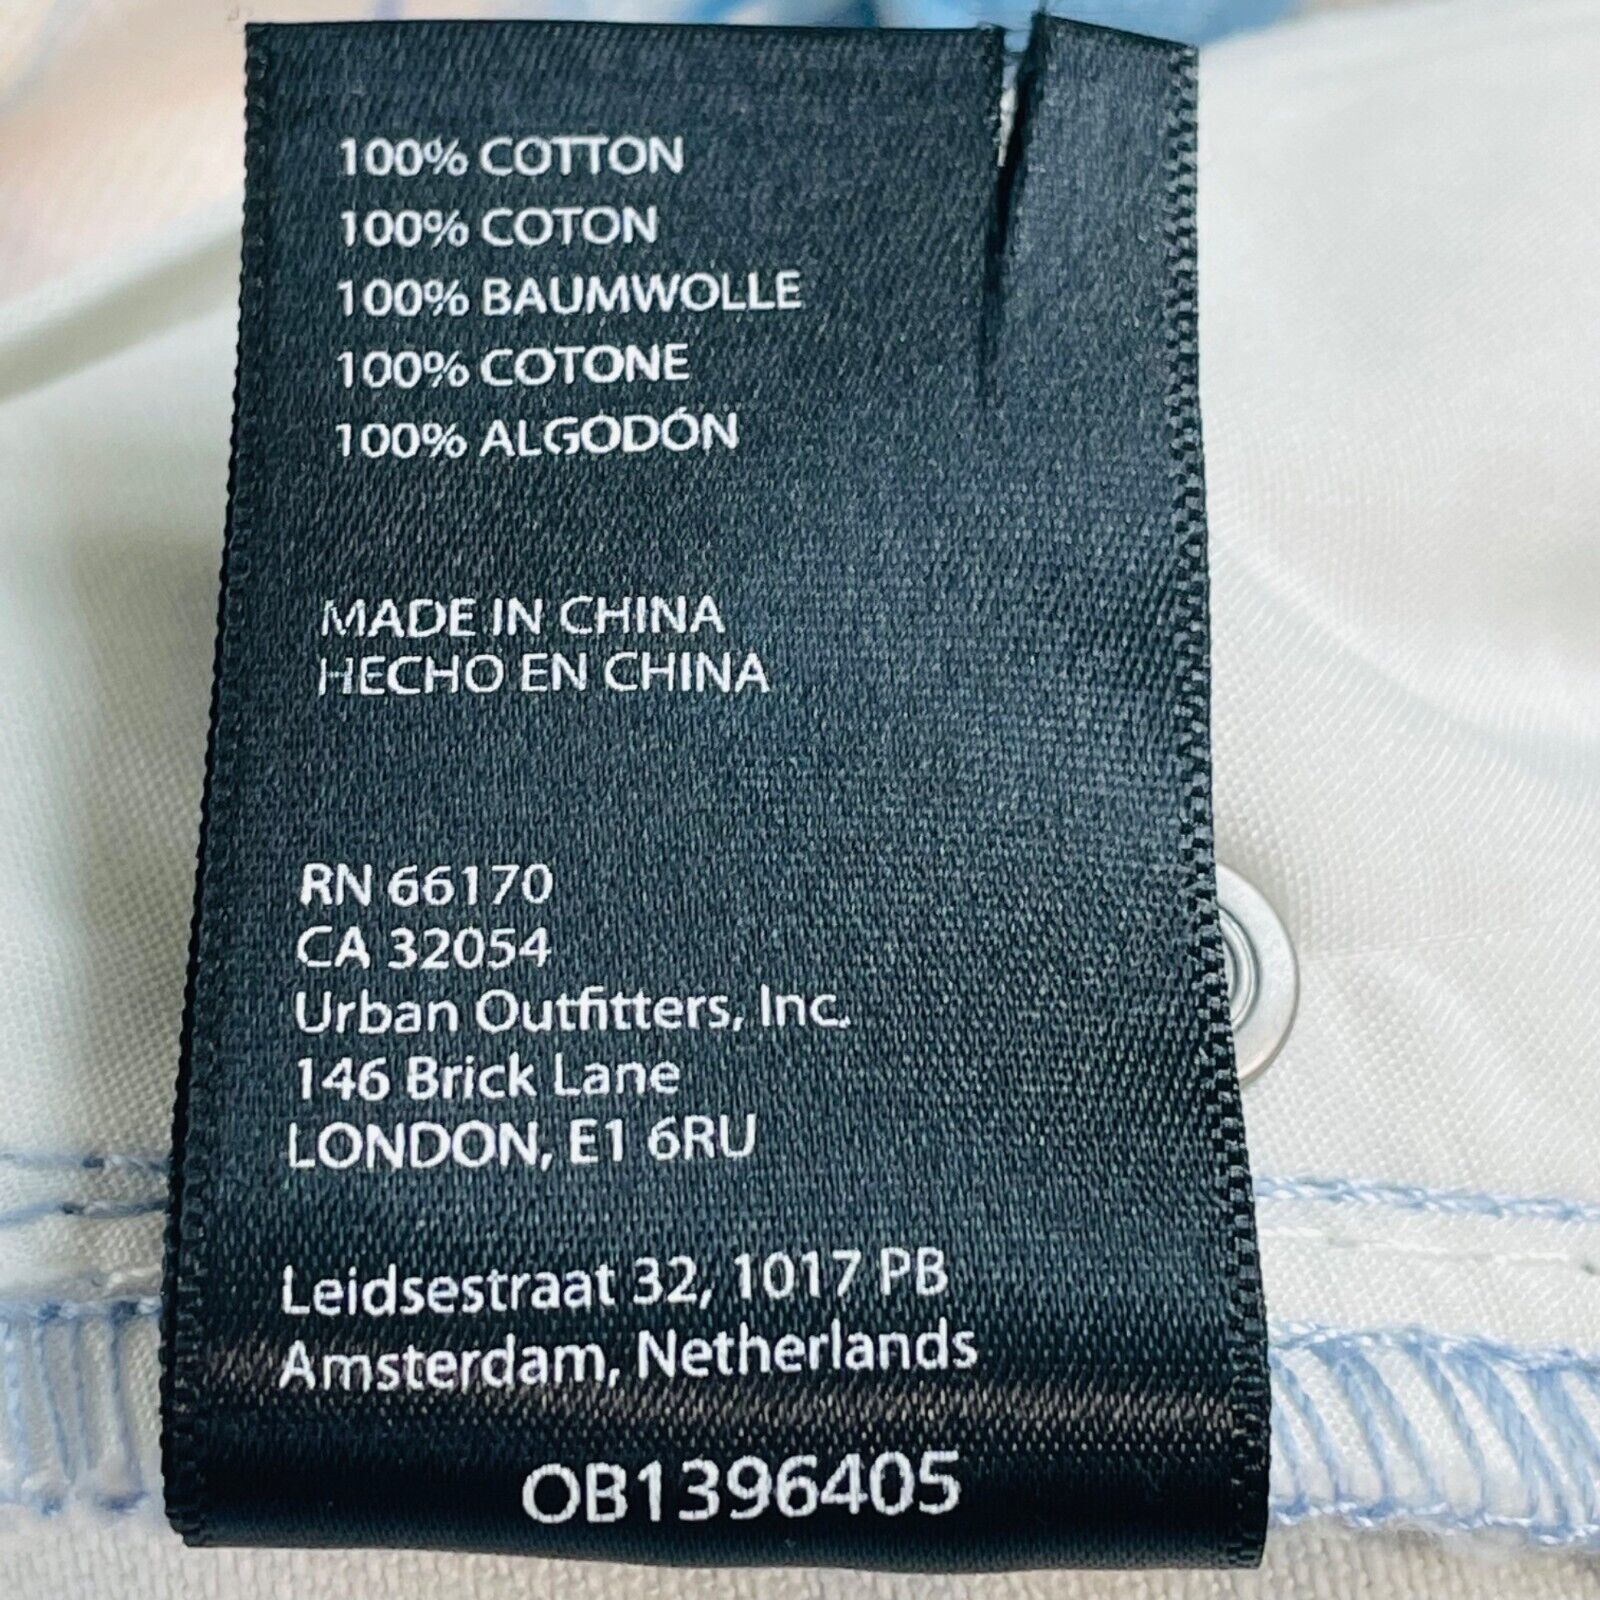 100% COTTON
100% COTON
100% BAUMWOLLE
100% COTONE
100% ALGODÓN
MADE IN CHINA
HECHO EN CHINA
RN 66170
CA 32054
Urban Outfitters, Inc.
146 Brick Lane
LONDON, E1 6RU
Leidsestraat 32, 1017 PB
Amsterdam, Netherlands
OB1396405